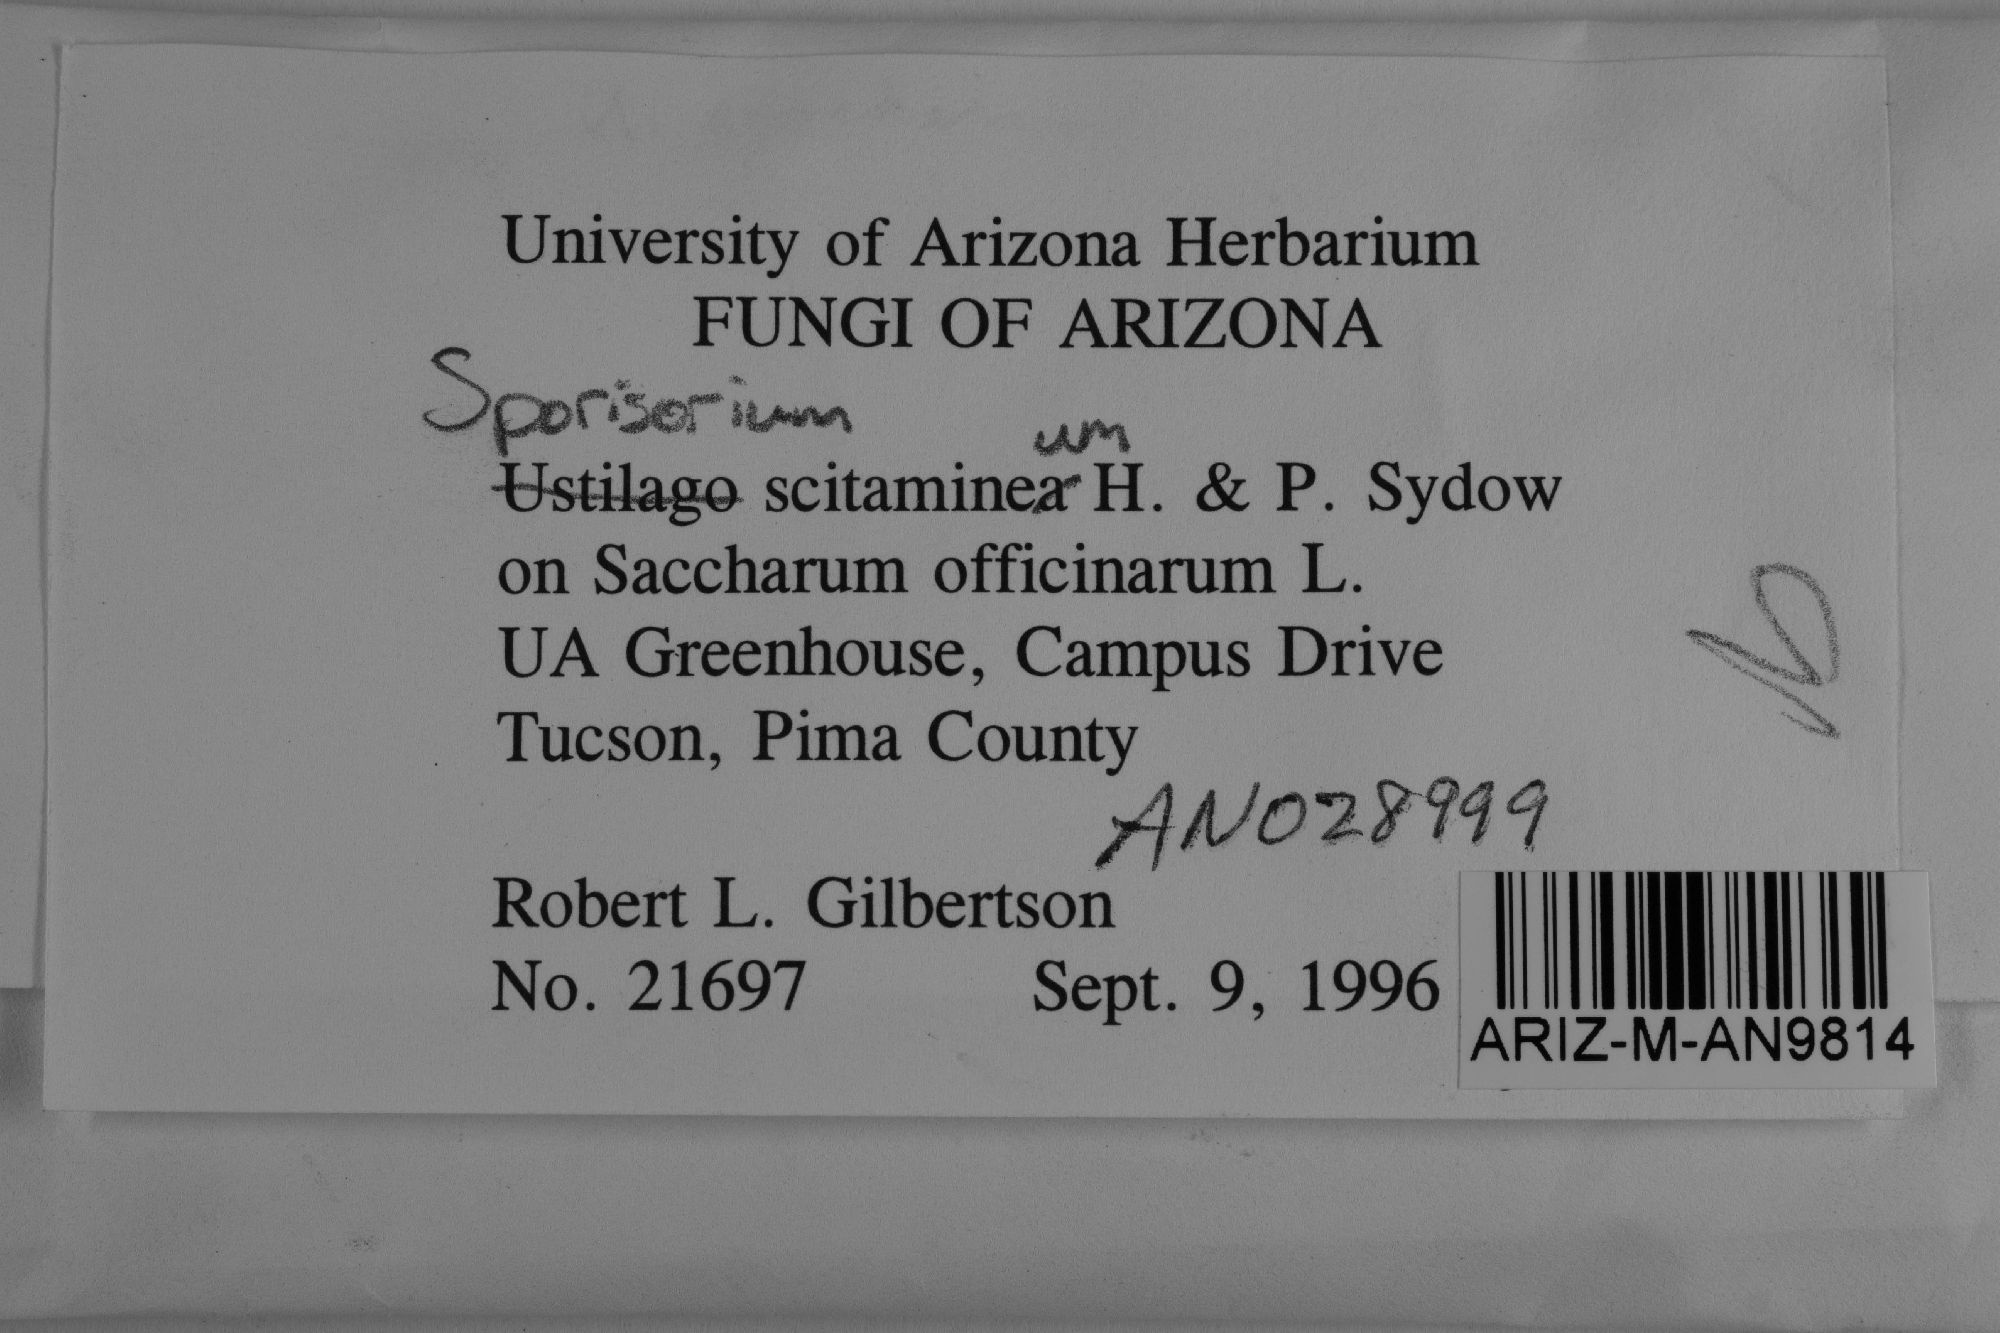 University of Arizona Herbarium
FUNGI OF ARIZONA
Sporisorium
um
Ustilago scitaminea H. & P. Sydow
on Saccharum officinarum L.
UA Greenhouse, Campus Drive
Tucson, Pima County
AN028999
Robert L. Gilbertson
No. 21697 Sept. 9, 1996
ARIZ-M-AN9814